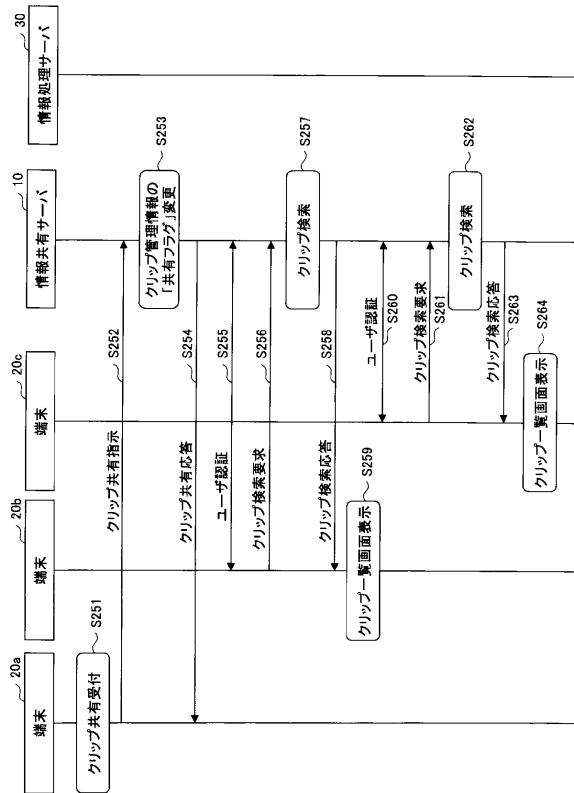 20a
端末
20b
端末
20c
端末
10
情報共有サーバ
30
情報処理サーバ
クリップ共有受付
S251
クリップ共有指示
S252
クリップ管理情報の
「共有フラグ」変更
S253
クリップ共有応答
S254
ユーザ認証
S255
クリップ検索要求
S256
クリップ検索
S257
クリップ検索応答
S258
クリップ一覧画面表示
S259
ユーザ認証
S260
クリップ検索要求
S261
クリップ検索
S262
クリップ検索応答
S263
クリップ一覧画面表示
S264